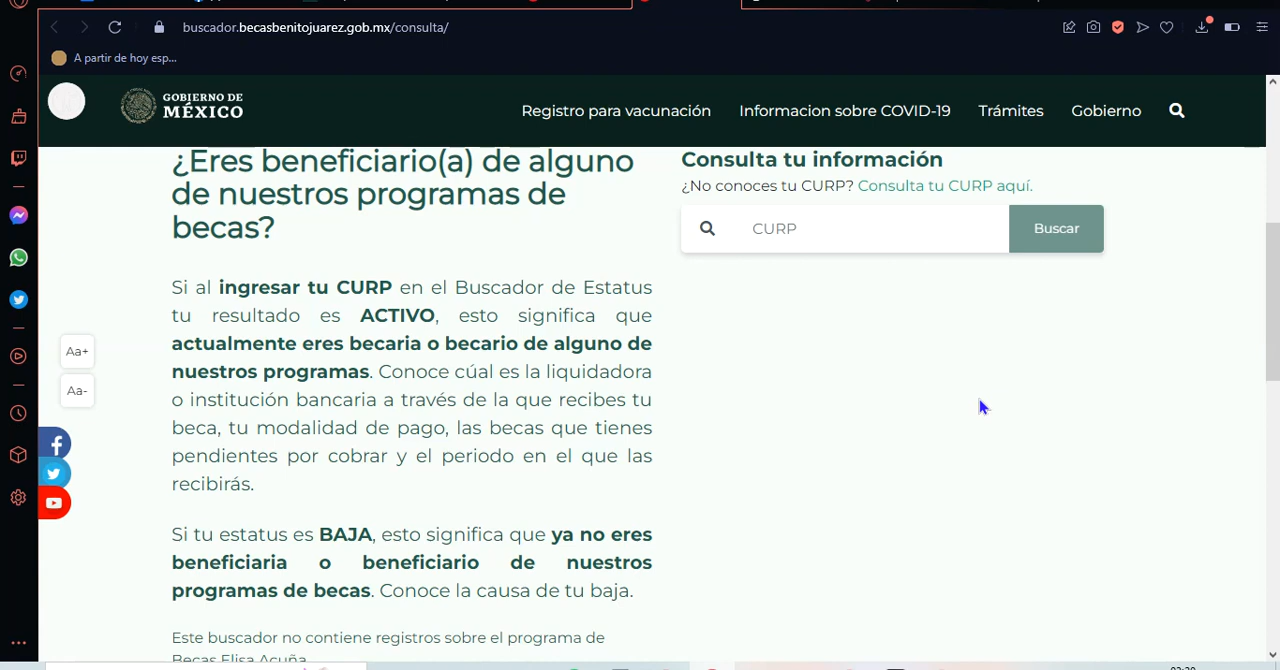 buscador.becasbenitojuarez.gob.mx/consulta/
A partir de hoy esp...
GOBIERNO DE
MÉXICO
Registro para vacunación
Informacion sobre COVID-19
Trámites
Gobierno
¿Eres beneficiario(a) de alguno
de nuestros programas de
becas?
Si al ingresar tu CURP en el Buscador de Estatus
tu resultado es ACTIVO, esto significa que
actualmente eres becaria o becario de alguno de
nuestros programas. Conoce cúal es la liquidadora
o institución bancaria a través de la que recibes tu
beca, tu modalidad de pago, las becas que tienes
pendientes por cobrar y el periodo en el que las
recibirás.
Si tu estatus es BAJA, esto significa que ya no eres
beneficiaria o beneficiario de nuestros
programas de becas. Conoce la causa de tu baja.
Este buscador no contiene registros sobre el programa de
Becas Elisa Acuña
Consulta tu información
¿No conoces tu CURP? Consulta tu CURP aquí.
CURP
Buscar
Aa+
Aa-